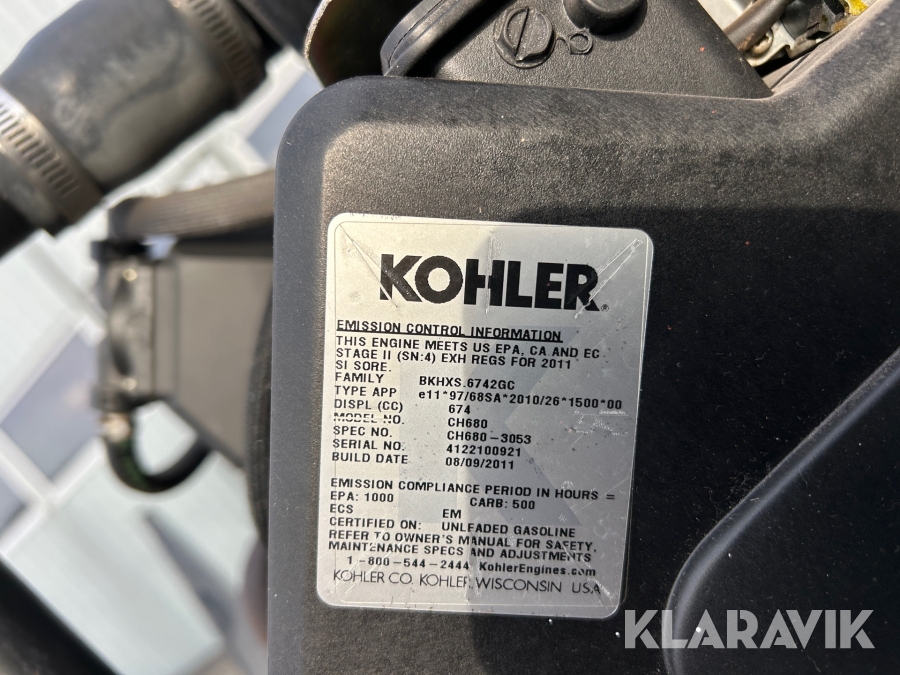 KOHLER®
EMISSION CONTROL INFORMATION
THIS ENGINE MEETS US EPA, CA AND EC
STAGE II (SN:4) EXH REGS FOR 2011
SI SORE.
FAMILY BKHXS.6742GC
TYPE APP e11*97/68SA*2010/26*1500*00
DISPL (CC) 674
MODEL NO. CH680
SPEC NO. CH680-3053
SERIAL NO. 4122100921
BUILD DATE 08/09/2011
EMISSION COMPLIANCE PERIOD IN HOURS =
EPA: 1000 CARB: 500
ECS EM
CERTIFIED ON: UNLEADED GASOLINE
REFER TO OWNER'S MANUAL FOR SAFETY,
MAINTENANCE SPECS AND ADJUSTMENTS
1-800-544-2444 KohlerEngines.com
KOHLER CO. KOHLER, WISCONSIN USA
KLARAVIK